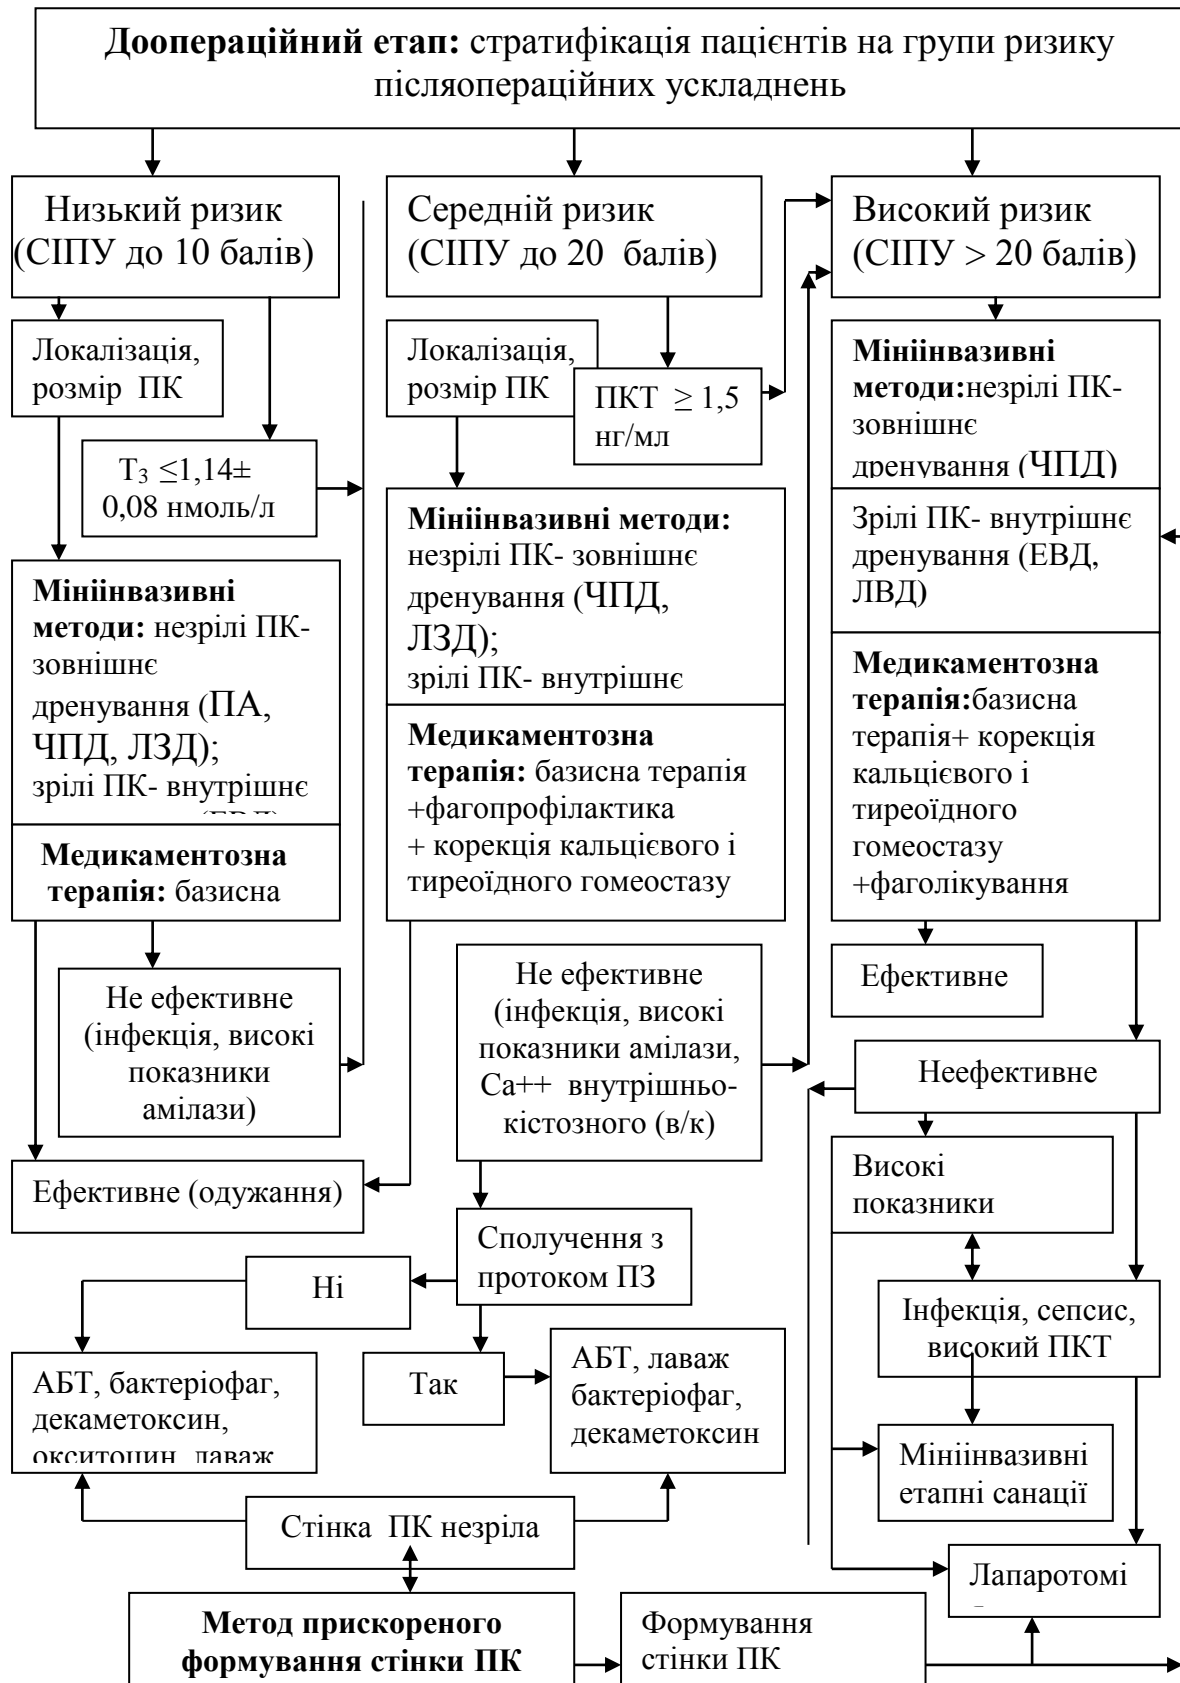 Доопераційний етап: стратифікація пацієнтів на групи ризику
післяопераційних ускладнень
Низький ризик
(СІПУ до 10 балів)
Середній ризик
(СІПУ до 20 балів)
Високий ризик
(СІПУ > 20 балів)
Локалізація,
розмір ПК
Т₃ ≤1,14±
0,08 нмоль/л
Локалізація,
розмір ПК
ПКТ ≥ 1,5
нг/мл
Мініінвазивні
методи:незрілі ПК-
зовнішнє
дренування (ЧПД)
Зрілі ПК- внутрішнє
дренування (ЕВД,
ЛВД)
Мініінвазивні методи:
незрілі ПК- зовнішнє
дренування (ЧПД,
ЛЗД);
зрілі ПК- внутрішнє
Мініінвазивні
методи: незрілі ПК-
зовнішнє
дренування (ПА,
ЧПД, ЛЗД);
зрілі ПК- внутрішнє
Медикаментозна
терапія: базисна
Медикаментозна
терапія: базисна терапія
+фагопрофілактика
+ корекція кальцієвого і
тиреоїдного гомеостазу
Медикаментозна
терапія:базисна
терапія+ корекція
кальцієвого і
тиреоїдного
гомеостазу
+фаголікування
Не ефективне
(інфекція, високі
показники
амілази)
Не ефективне
(інфекція, високі
показники амілази,
Са++ внутрішньо-
кістозного (в/к)
Ефективне
Неефективне
Ефективне (одужання)
Високі
показники
Сполучення з
протоком ПЗ
Ні
Так
Інфекція, сепсис,
високий ПКТ
АБТ, бактеріофаг,
декаметоксин,
окситоцин, лаваж
АБТ, лаваж
бактеріофаг,
декаметоксин
Мініінвазивні
етапні санації
Стінка ПК незріла
Лапаротомі
Метод прискореного
формування стінки ПК
Формування
стінки ПК